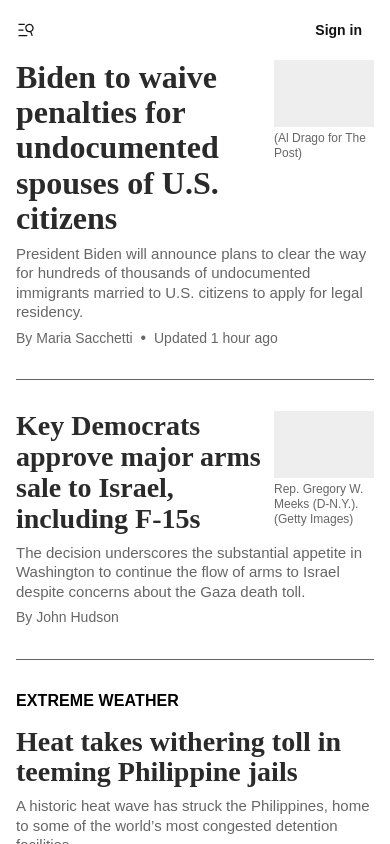 Sign in
Biden to waive
penalties for
undocumented
spouses of U.S.
citizens
(Al Drago for The
Post)
President Biden will announce plans to clear the way
for hundreds of thousands of undocumented
immigrants married to U.S. citizens to apply for legal
residency.
By Maria Sacchetti • Updated 1 hour ago
Key Democrats
approve major arms
sale to Israel,
including F-15s
Rep. Gregory W.
Meeks (D-N.Y.).
(Getty Images)
The decision underscores the substantial appetite in
Washington to continue the flow of arms to Israel
despite concerns about the Gaza death toll.
By John Hudson
EXTREME WEATHER
Heat takes withering toll in
teeming Philippine jails
A historic heat wave has struck the Philippines, home
to some of the world’s most congested detention
facilities.